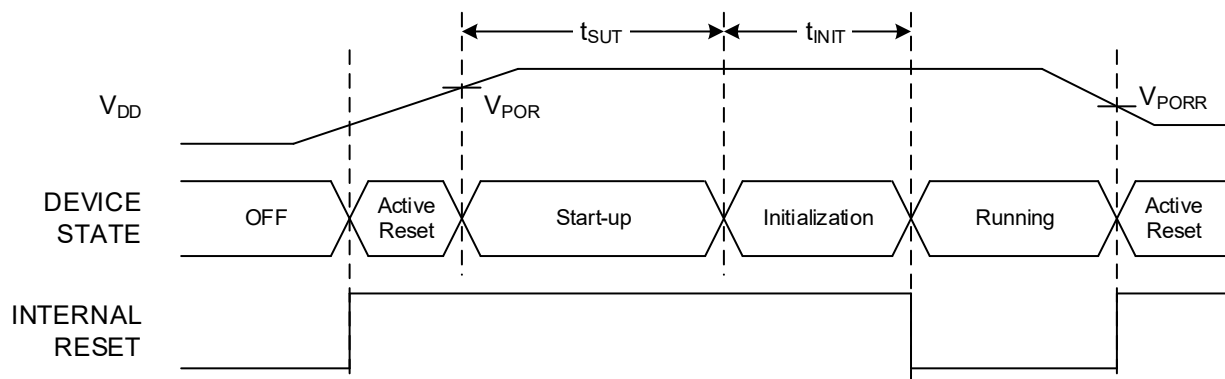 tSUT
tINIT
VDD
VPOR
VPORR
DEVICE
STATE
OFF
Active
Reset
Start-up
Initialization
Running
Active
Reset
INTERNAL
RESET